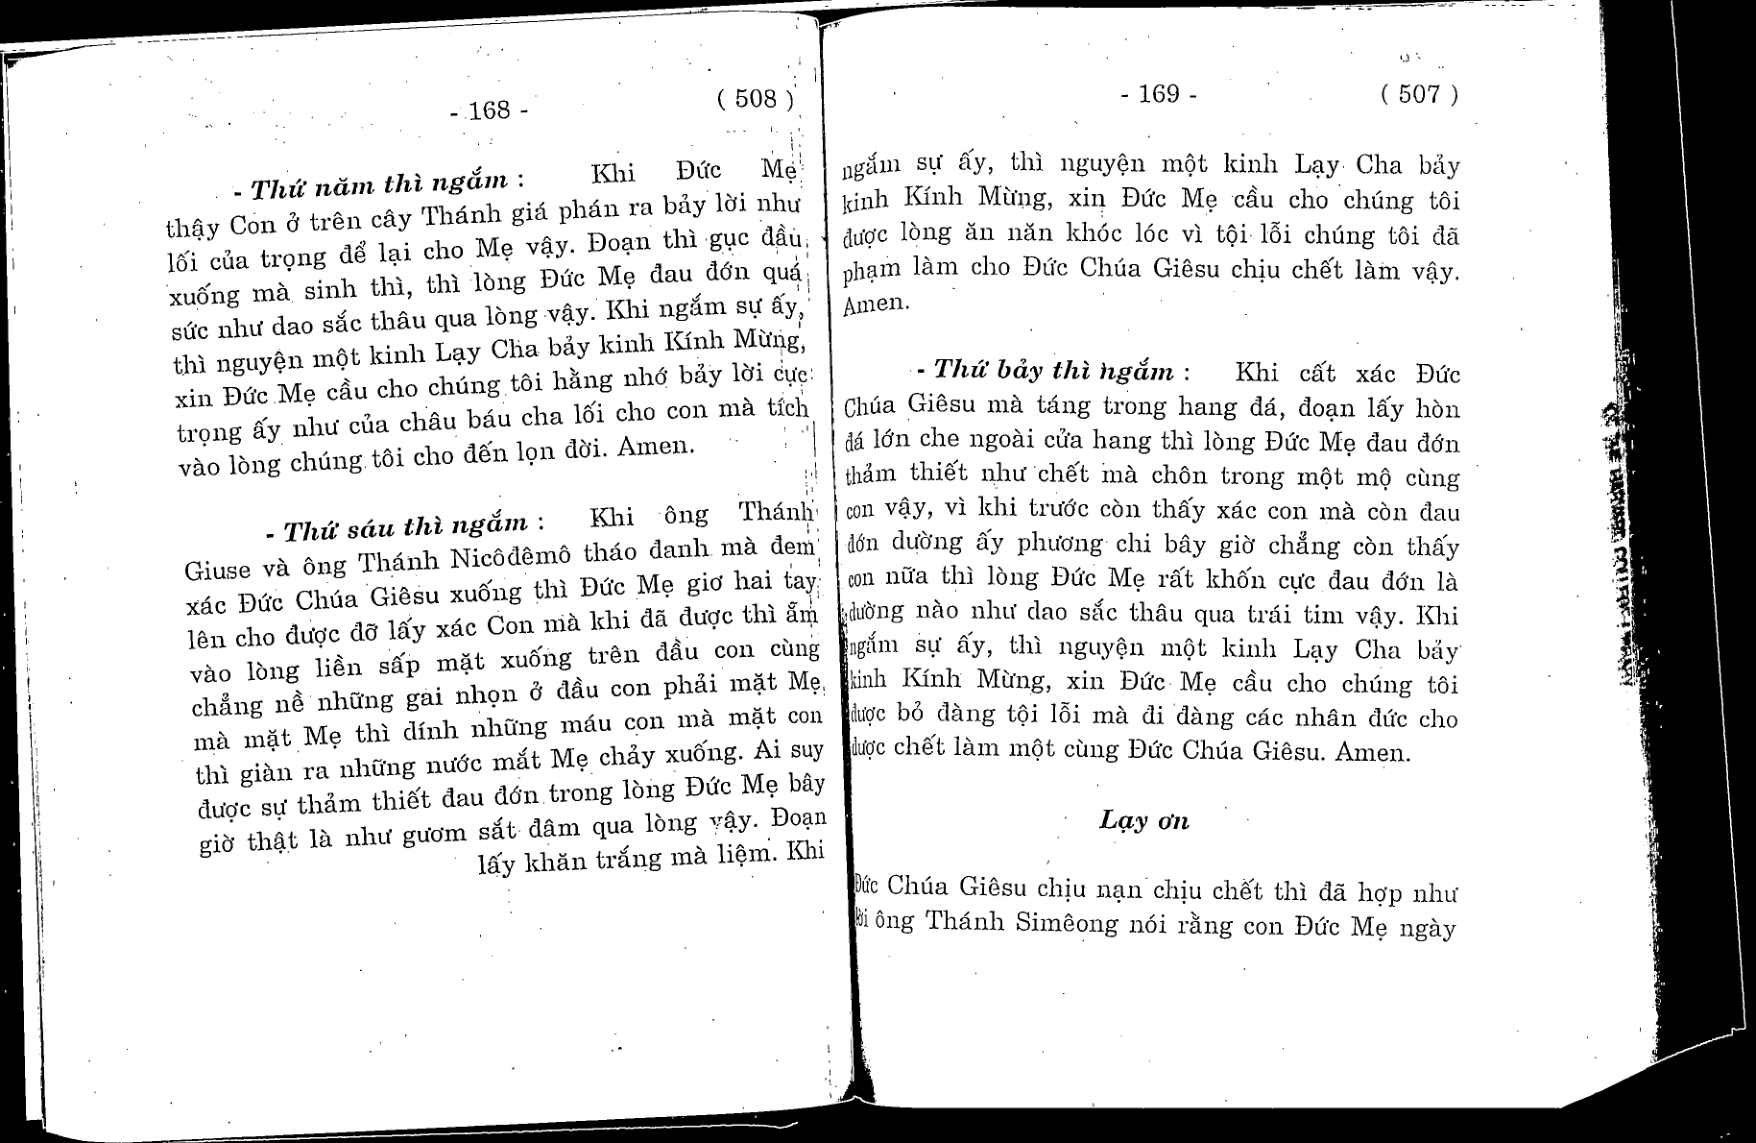 - 168 - ( 508 )
- Thứ năm thì ngắm : Khi Đức Mẹ
thậy Con ở trên cây Thánh giá phán ra bảy lời như
lối của trọng để lại cho Mẹ vậy. Đoạn thì gục đầu
xuống mà sinh thì, thì lòng Đức Mẹ đau đớn quá
sức như dao sắc thâu qua lòng vậy. Khi ngắm sự ấy,
thì nguyện một kinh Lạy Cha bảy kinh Kính Mừng,
xin Đức Mẹ cầu cho chúng tôi hằng nhớ bảy lời cực
trọng ấy như của châu báu cha lối cho con mà tích
vào lòng chúng tôi cho đến lọn đời. Amen.
- Thứ sáu thì ngắm : Khi ông Thánh
Giuse và ông Thánh Nicôđêmô tháo đanh mà đem
xác Đức Chúa Giêsu xuống thì Đức Mẹ giơ hai tay
lên cho được đỡ lấy xác Con mà khi đã được thì ẵm
vào lòng liền sấp mặt xuống trên đầu con cùng
chẳng nề những gai nhọn ở đầu con phải mặt Mẹ
mà mặt Mẹ thì dính những máu con mà mặt con
thì giàn ra những nước mắt Mẹ chảy xuống. Ai suy
được sự thảm thiết đau đớn trong lòng Đức Mẹ bây
giờ thật là như gươm sắt đâm qua lòng vậy. Đoạn
lấy khăn trắng mà liệm. Khi
- 169 - ( 507 )
ngắm sự ấy, thì nguyện một kinh Lạy Cha bảy
kinh Kính Mừng, xin Đức Mẹ cầu cho chúng tôi
được lòng ăn năn khóc lóc vì tội lỗi chúng tôi đã
phạm làm cho Đức Chúa Giêsu chịu chết làm vậy.
Amen.
- Thứ bảy thì ngắm : Khi cất xác Đức
Chúa Giêsu mà táng trong hang đá, đoạn lấy hòn
đá lớn che ngoài cửa hang thì lòng Đức Mẹ đau đớn
thảm thiết như chết mà chôn trong một mộ cùng
con vậy, vì khi trước còn thấy xác con mà còn đau
đớn dường ấy phương chi bây giờ chẳng còn thấy
con nữa thì lòng Đức Mẹ rất khốn cực đau đớn là
dường nào như dao sắc thâu qua trái tim vậy. Khi
ngắm sự ấy, thì nguyện một kinh Lạy Cha bảy
kinh Kính Mừng, xin Đức Mẹ cầu cho chúng tôi
được bỏ đàng tội lỗi mà đi đàng các nhân đức cho
được chết làm một cùng Đức Chúa Giêsu. Amen.
Lạy ơn
Đức Chúa Giêsu chịu nạn chịu chết thì đã hợp như
lời ông Thánh Simêong nói rằng con Đức Mẹ ngày